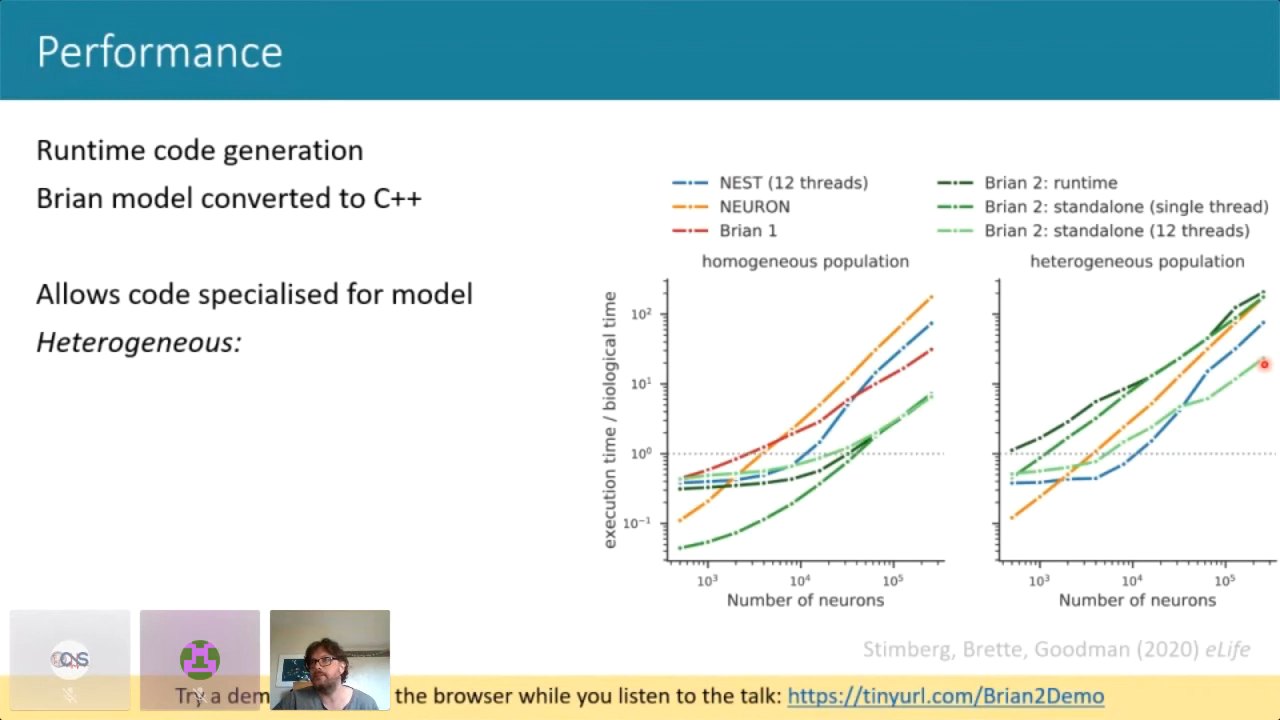 Performance
Runtime code generation
Brian model converted to C++
Allows code specialised for model
Heterogeneous:
NEST (12 threads)
NEURON
Brian 1
Brian 2: runtime
Brian 2: standalone (single thread)
Brian 2: standalone (12 threads)
homogeneous population
heterogeneous population
execution time / biological time
10²
10¹
10⁰
10⁻¹
10³ 10⁴ 10⁵
Number of neurons
10³ 10⁴ 10⁵
Number of neurons
Stimberg, Brette, Goodman (2020) eLife
Try a dem the browser while you listen to the talk: https://tinyurl.com/Brian2Demo